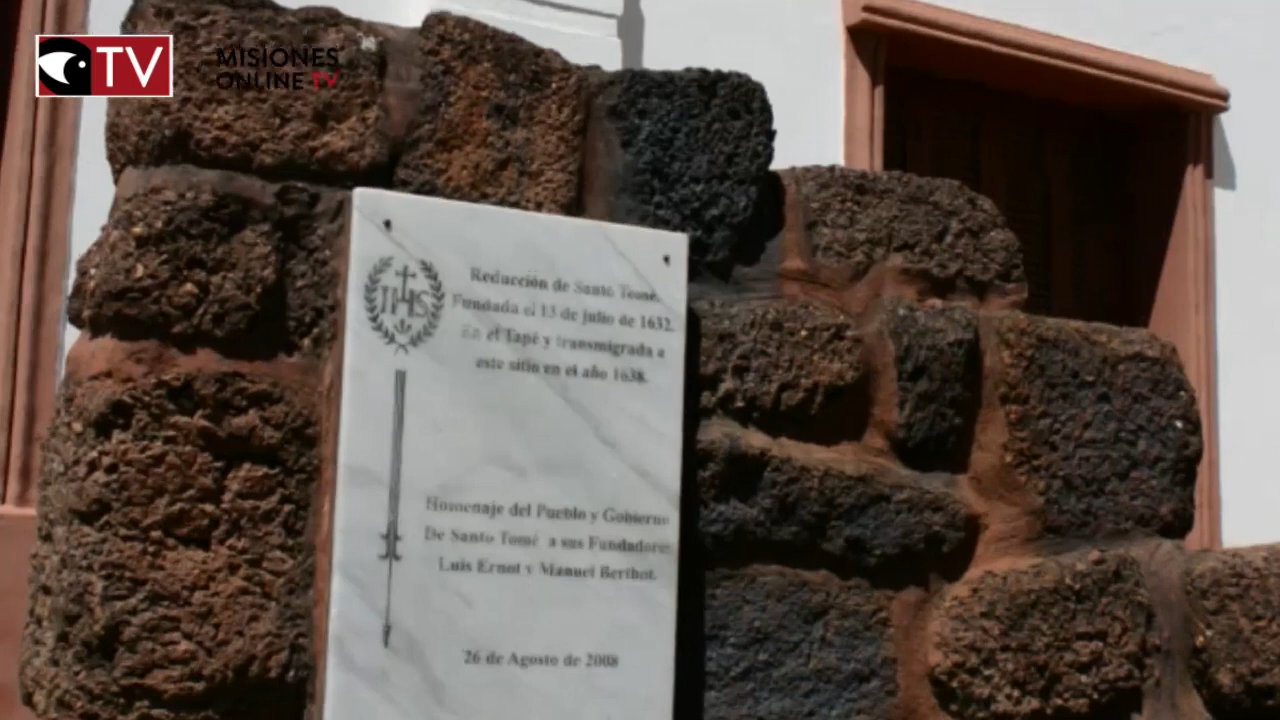 TV
MISIONES
ONLINE TV
IHS
Reducción de Santo Tomé.
Fundada el 13 de julio de 1632.
En el Tapé y transmigrada a
este sitio en el año 1638.
Homenaje del Pueblo y Gobierno
De Santo Tomé a sus Fundadores
Luis Ernot y Manuel Berthot.
26 de Agosto de 2008